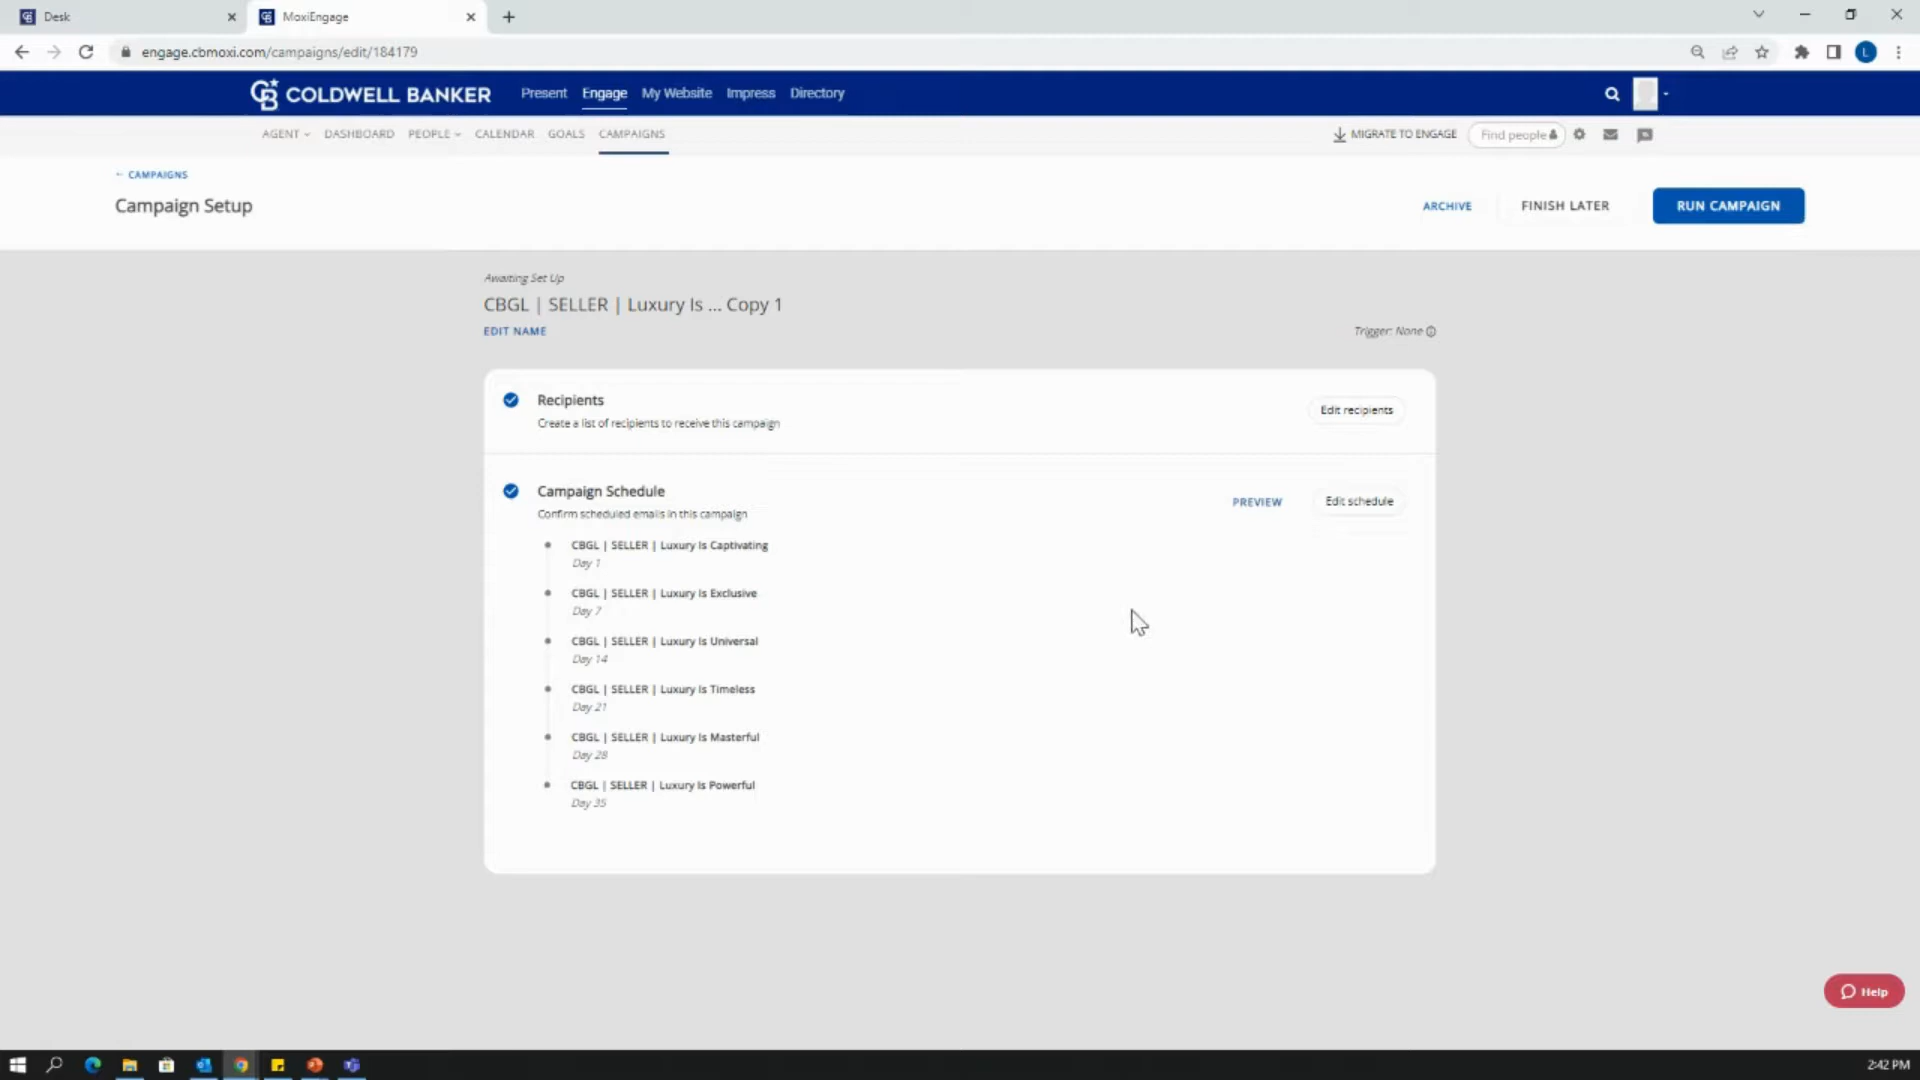 Desk
MoxiEngage
engage.cbmoxi.com/campaigns/edit/184179
L
COLDWELL BANKER
Present Engage My Website Impress Directory
AGENT DASHBOARD PEOPLE CALENDAR GOALS CAMPAIGNS
MIGRATE TO ENGAGE
Find people
← CAMPAIGNS
Campaign Setup
ARCHIVE
FINISH LATER
RUN CAMPAIGN
Awaiting Set Up
CBGL | SELLER | Luxury Is ... Copy 1
EDIT NAME
Trigger: None
Recipients
Create a list of recipients to receive this campaign
Edit recipients
Campaign Schedule
Confirm scheduled emails in this campaign
PREVIEW
Edit schedule
CBGL | SELLER | Luxury Is Captivating
Day 1
CBGL | SELLER | Luxury Is Exclusive
Day 7
CBGL | SELLER | Luxury Is Universal
Day 14
CBGL | SELLER | Luxury Is Timeless
Day 21
CBGL | SELLER | Luxury Is Masterful
Day 28
CBGL | SELLER | Luxury Is Powerful
Day 35
Help
2:42 PM